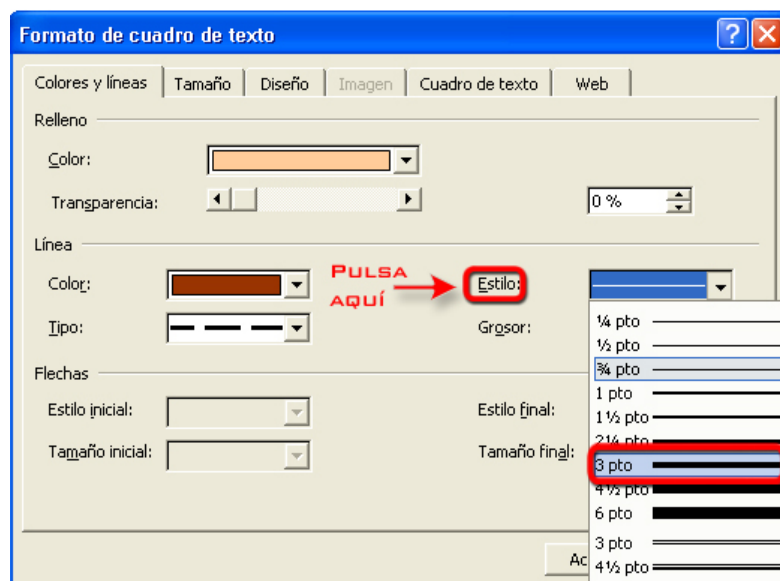 Formato de cuadro de texto
Colores y líneas Tamaño Diseño Imagen Cuadro de texto Web
Relleno
Color:
Transparencia: 0 %
Línea
Color: PULSA AQUÍ Estilo:
Tipo: Grosor:
¼ pto
½ pto
¾ pto
1 pto
1½ pto
2¼ pto
3 pto
4½ pto
6 pto
3 pto
4½ pto
Flechas
Estilo inicial: Estilo final:
Tamaño inicial: Tamaño final: